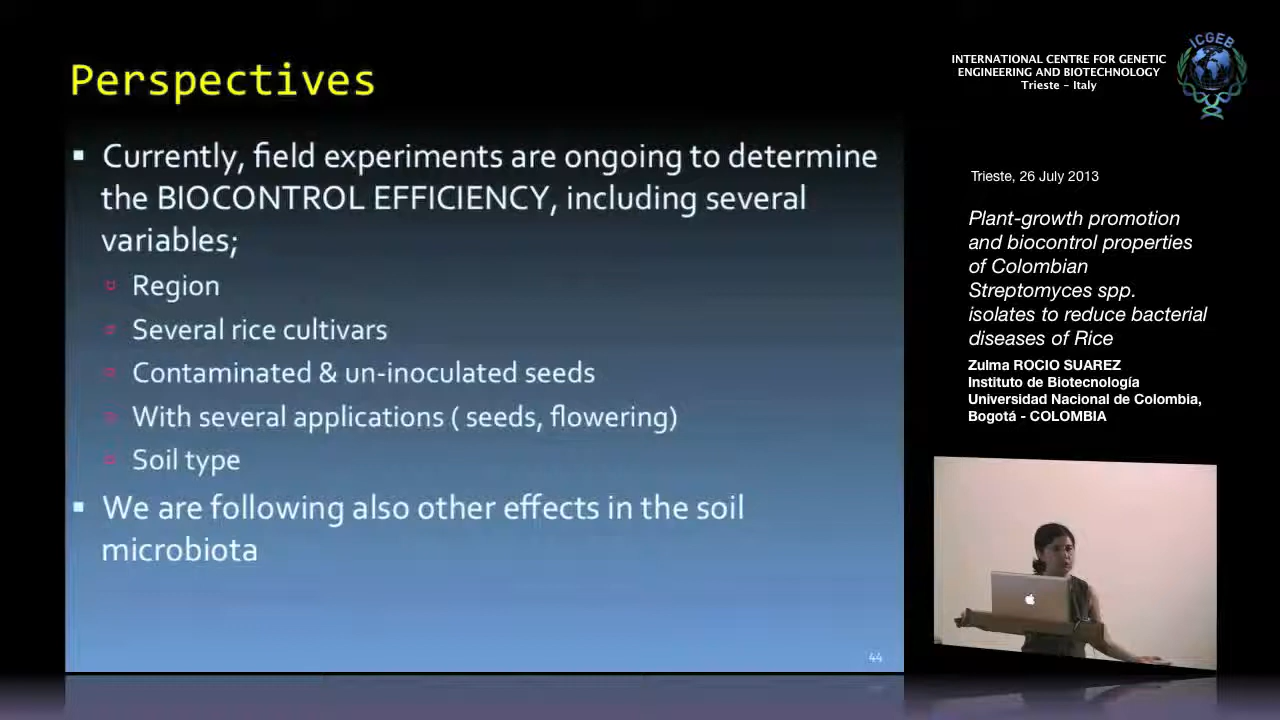 Perspectives
Currently, field experiments are ongoing to determine
the BIOCONTROL EFFICIENCY, including several
variables;
Region
Several rice cultivars
Contaminated & un-inoculated seeds
With several applications ( seeds, flowering)
Soil type
We are following also other effects in the soil
microbiota
44
INTERNATIONAL CENTRE FOR GENETIC
ENGINEERING AND BIOTECHNOLOGY
Trieste - Italy
ICGEB
Trieste, 26 July 2013
Plant-growth promotion
and biocontrol properties
of Colombian
Streptomyces spp.
isolates to reduce bacterial
diseases of Rice
Zulma ROCIO SUAREZ
Instituto de Biotecnología
Universidad Nacional de Colombia,
Bogotá - COLOMBIA